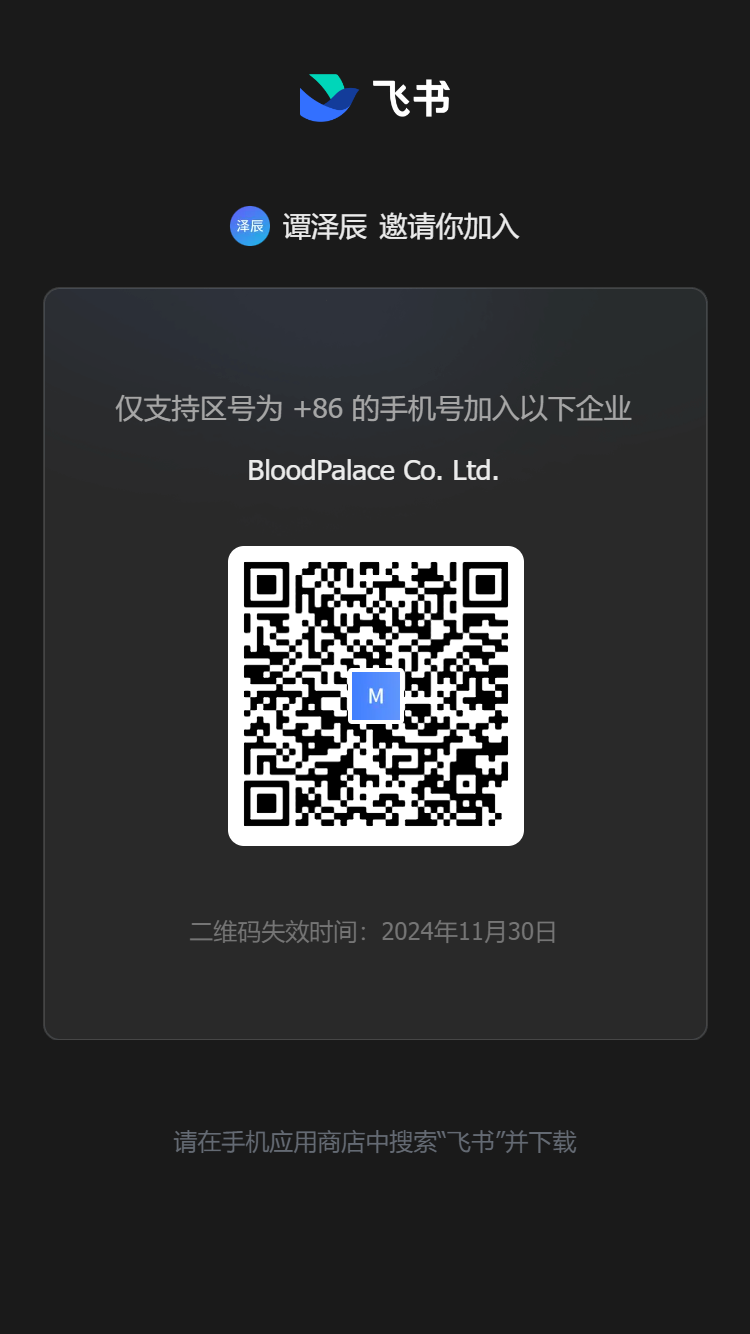 飞书
泽辰 谭泽辰 邀请你加入
仅支持区号为 +86 的手机号加入以下企业
BloodPalace Co. Ltd.
M
二维码失效时间：2024年11月30日
请在手机应用商店中搜索“飞书”并下载